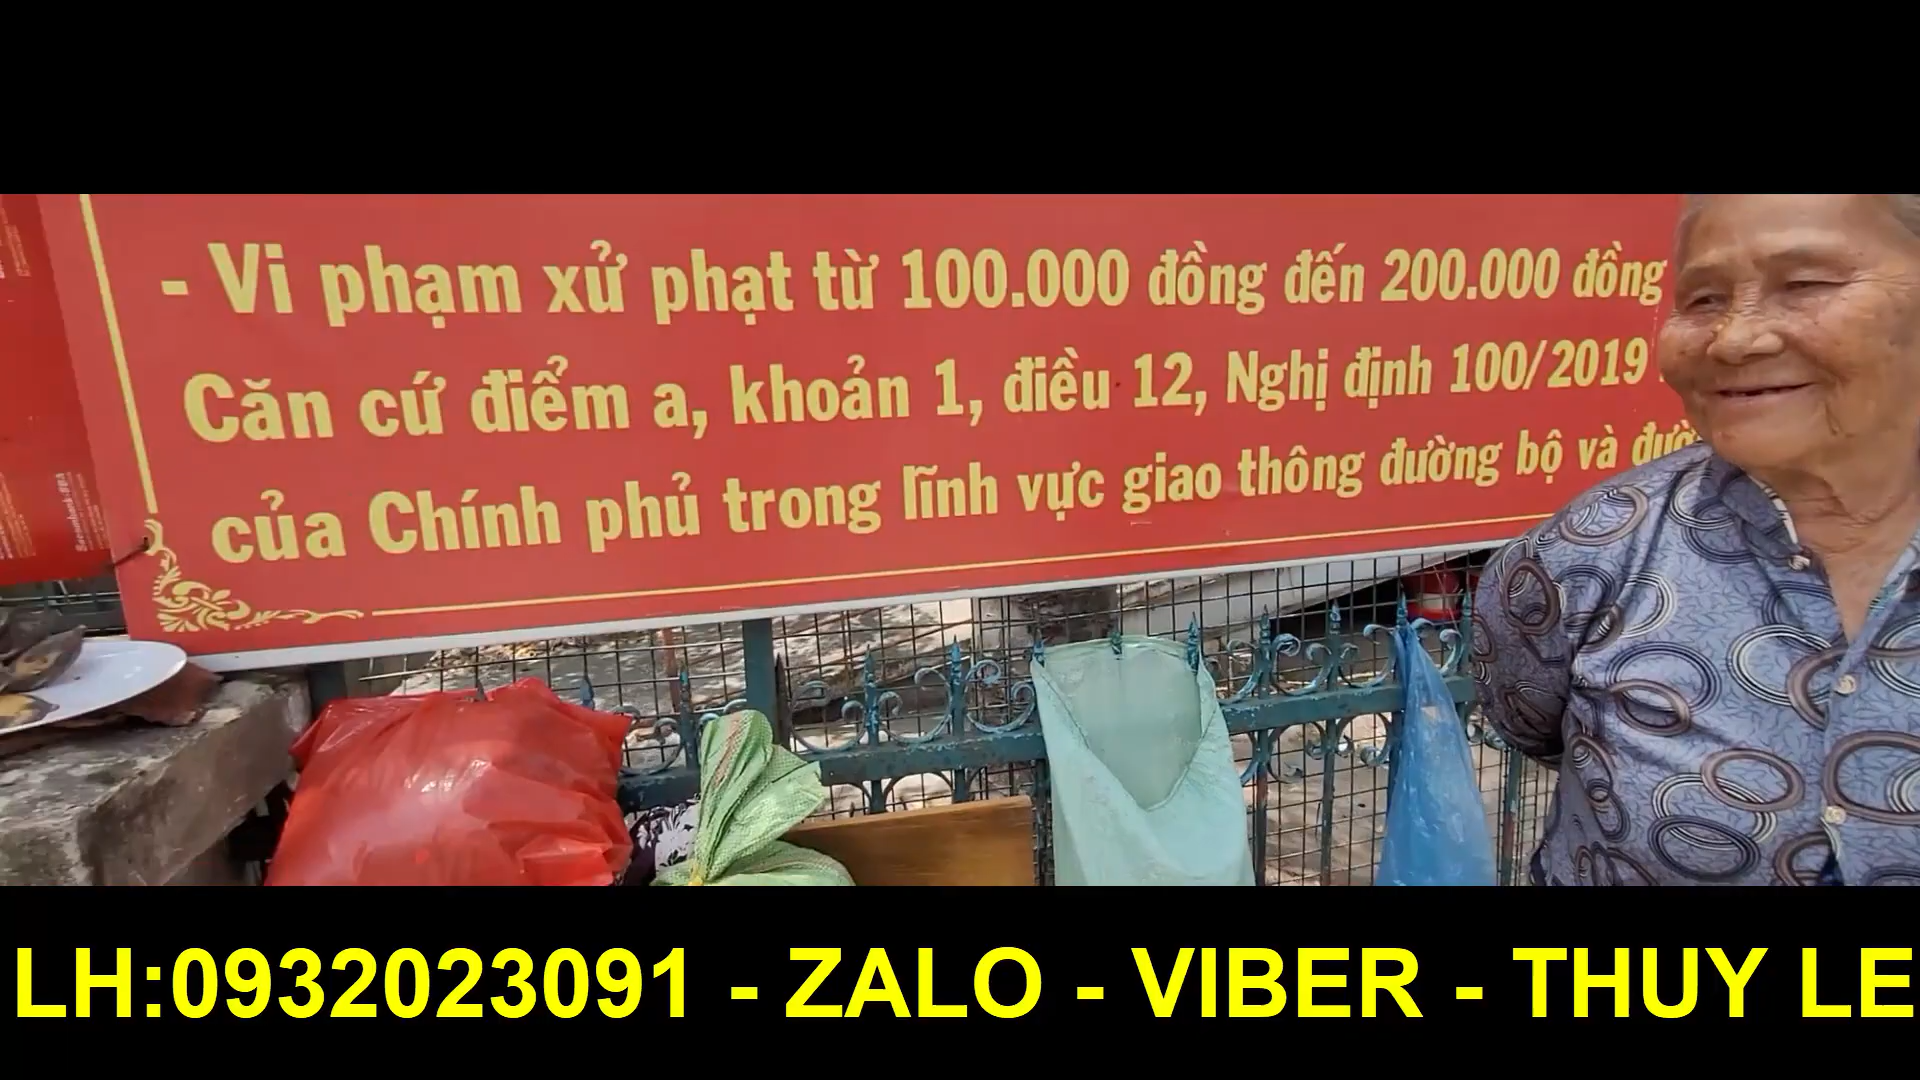 - Vi phạm xử phạt từ 100.000 đồng đến 200.000 đồng
Căn cứ điểm a, khoản 1, điều 12, Nghị định 100/2019
của Chính phủ trong lĩnh vực giao thông đường bộ và
LH:0932023091 - ZALO - VIBER - THUY LE